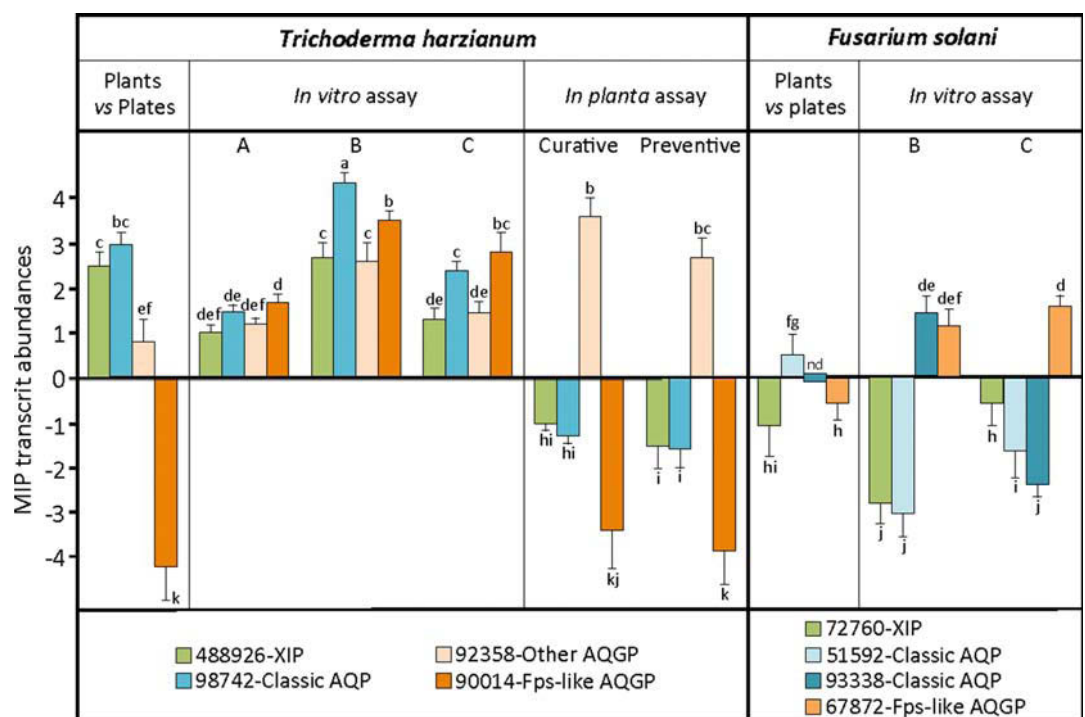 Trichoderma harzianum
Fusarium solani
Plants
vs Plates
In vitro assay
In planta assay
Plants
vs plates
In vitro assay
A
B
C
Curative
Preventive
B
C
MIP transcrit abundances
4
3
2
1
0
-1
-2
-3
-4
c
bc
ef
k
def
de
def
d
c
a
c
b
de
c
de
bc
hi
hi
b
kj
i
i
bc
k
hi
fg
nd
h
j
j
de
def
h
i
j
d
488926-XIP
98742-Classic AQP
92358-Other AQGP
90014-Fps-like AQGP
72760-XIP
51592-Classic AQP
93338-Classic AQP
67872-Fps-like AQGP